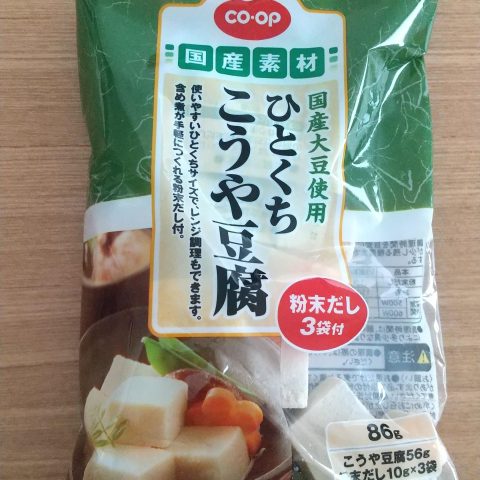 CO·OP
国産素材
国産大豆使用
ひとくち
こうや豆腐
使いやすいひとくちサイズで、レンジ調理もできます。
含め煮が手軽につくれる粉末だし付。
粉末だし
3袋付
注意
500W
600W
86g
こうや豆腐56g
末だし10g×3袋